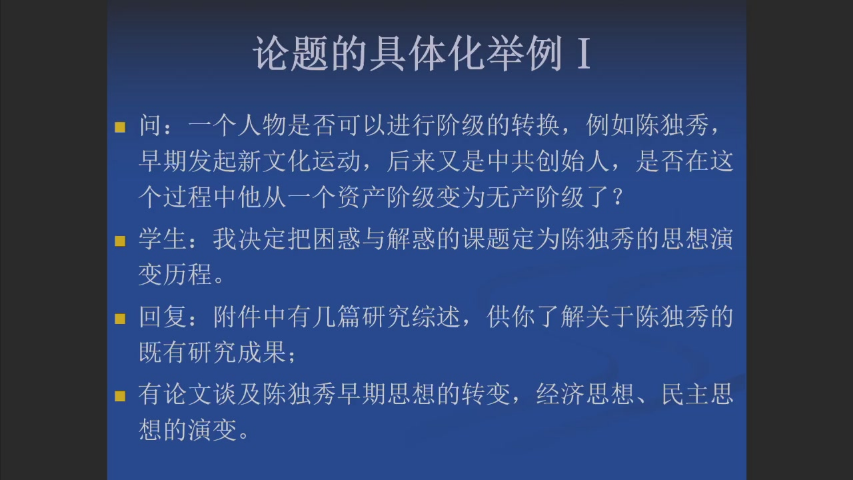 论题的具体化举例Ⅰ
问：一个人物是否可以进行阶级的转换，例如陈独秀，
早期发起新文化运动，后来又是中共创始人，是否在这
个过程中他从一个资产阶级变为无产阶级了？
学生：我决定把困惑与解惑的课题定为陈独秀的思想演
变历程。
回复：附件中有几篇研究综述，供你了解关于陈独秀的
既有研究成果；
有论文谈及陈独秀早期思想的转变，经济思想、民主思
想的演变。